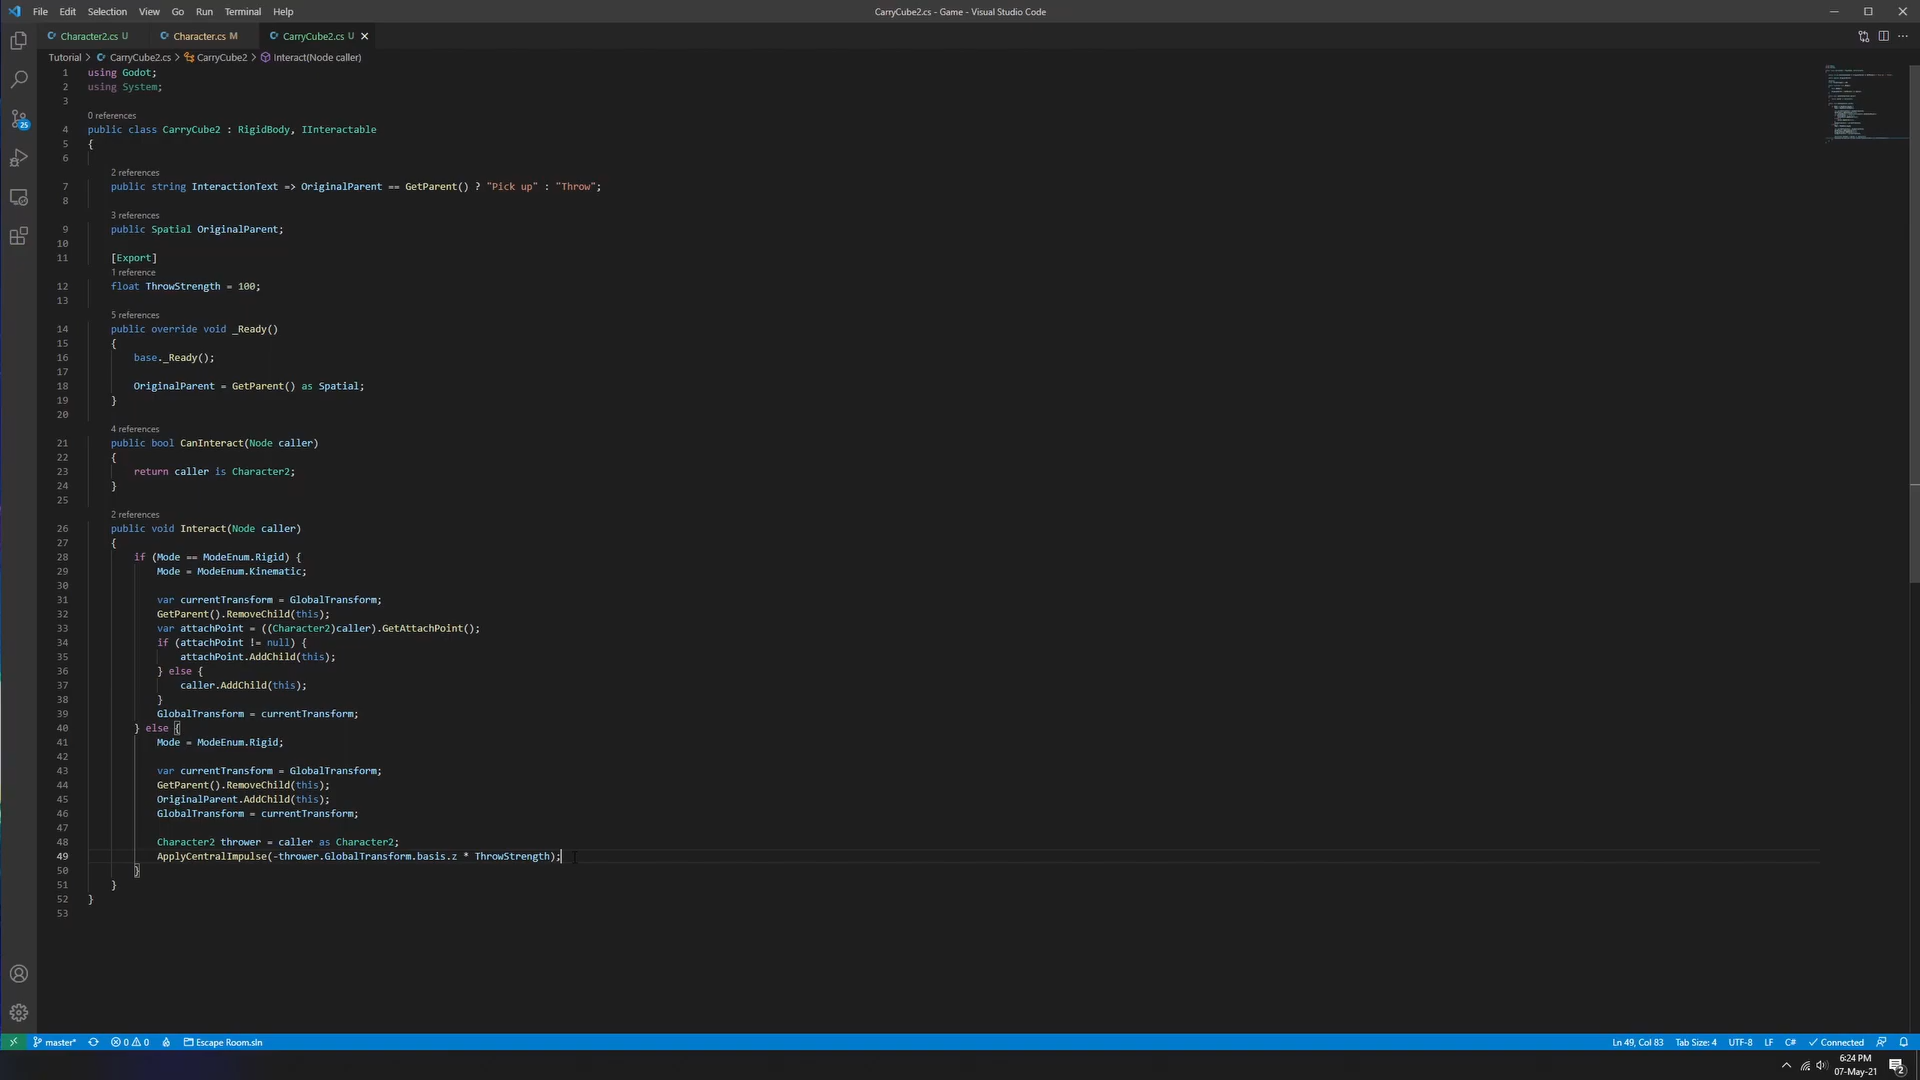 File Edit Selection View Go Run Terminal Help
CarryCube2.cs - Game - Visual Studio Code
Character2.cs U
Character.cs M
CarryCube2.cs U
Tutorial > CarryCube2.cs > CarryCube2 > Interact(Node caller)
1 using Godot;
2 using System;
3
0 references
4 public class CarryCube2 : RigidBody, IInteractable
5 {
6
2 references
7 public string InteractionText => OriginalParent == GetParent() ? "Pick up" : "Throw";
8
3 references
9 public Spatial OriginalParent;
10
11 [Export]
1 reference
12 float ThrowStrength = 100;
13
5 references
14 public override void _Ready()
15 {
16 base._Ready();
17
18 OriginalParent = GetParent() as Spatial;
19 }
20
4 references
21 public bool CanInteract(Node caller)
22 {
23 return caller is Character2;
24 }
25
2 references
26 public void Interact(Node caller)
27 {
28 if (Mode == ModeEnum.Rigid) {
29 Mode = ModeEnum.Kinematic;
30
31 var currentTransform = GlobalTransform;
32 GetParent().RemoveChild(this);
33 var attachPoint = ((Character2)caller).GetAttachPoint();
34 if (attachPoint != null) {
35 attachPoint.AddChild(this);
36 } else {
37 caller.AddChild(this);
38 }
39 GlobalTransform = currentTransform;
40 } else {
41 Mode = ModeEnum.Rigid;
42
43 var currentTransform = GlobalTransform;
44 GetParent().RemoveChild(this);
45 OriginalParent.AddChild(this);
46 GlobalTransform = currentTransform;
47
48 Character2 thrower = caller as Character2;
49 ApplyCentralImpulse(-thrower.GlobalTransform.basis.z * ThrowStrength);
50 }
51 }
52 }
53
25
master* 0 0 Escape Room.sln
Ln 49, Col 83 Tab Size: 4 UTF-8 LF C# Connected
6:24 PM
07-May-21
2